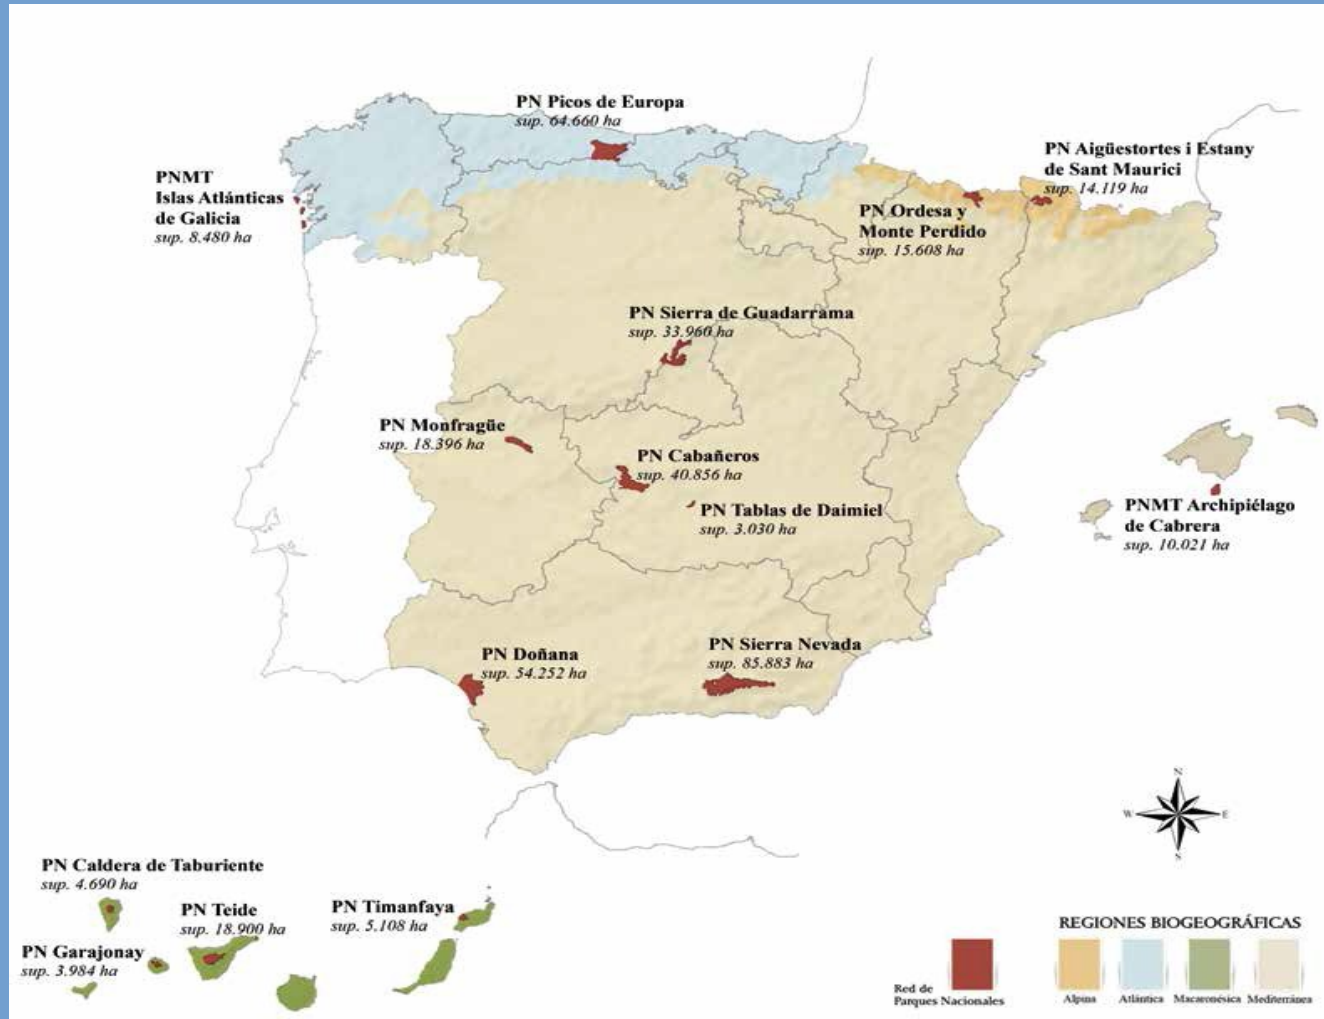 PN Picos de Europa
sup. 64.660 ha
PN Aigüestortes i Estany
de Sant Maurici
sup. 14.119 ha
PNMT
Islas Atlánticas
de Galicia
sup. 8.480 ha
PN Ordesa y
Monte Perdido
sup. 15.608 ha
PN Sierra de Guadarrama
sup. 33.960 ha
PN Monfragüe
sup. 18.396 ha
PN Cabañeros
sup. 40.856 ha
PN Tablas de Daimiel
sup. 3.030 ha
PNMT Archipiélago
de Cabrera
sup. 10.021 ha
PN Doñana
sup. 54.252 ha
PN Sierra Nevada
sup. 85.883 ha
N
W E
S
PN Caldera de Taburiente
sup. 4.690 ha
PN Teide
sup. 18.900 ha
PN Timanfaya
sup. 5.108 ha
PN Garajonay
sup. 3.984 ha
REGIONES BIOGEOGRÁFICAS
Red de
Parques Nacionales
Alpina Atlántica Macaronésica Mediterránea